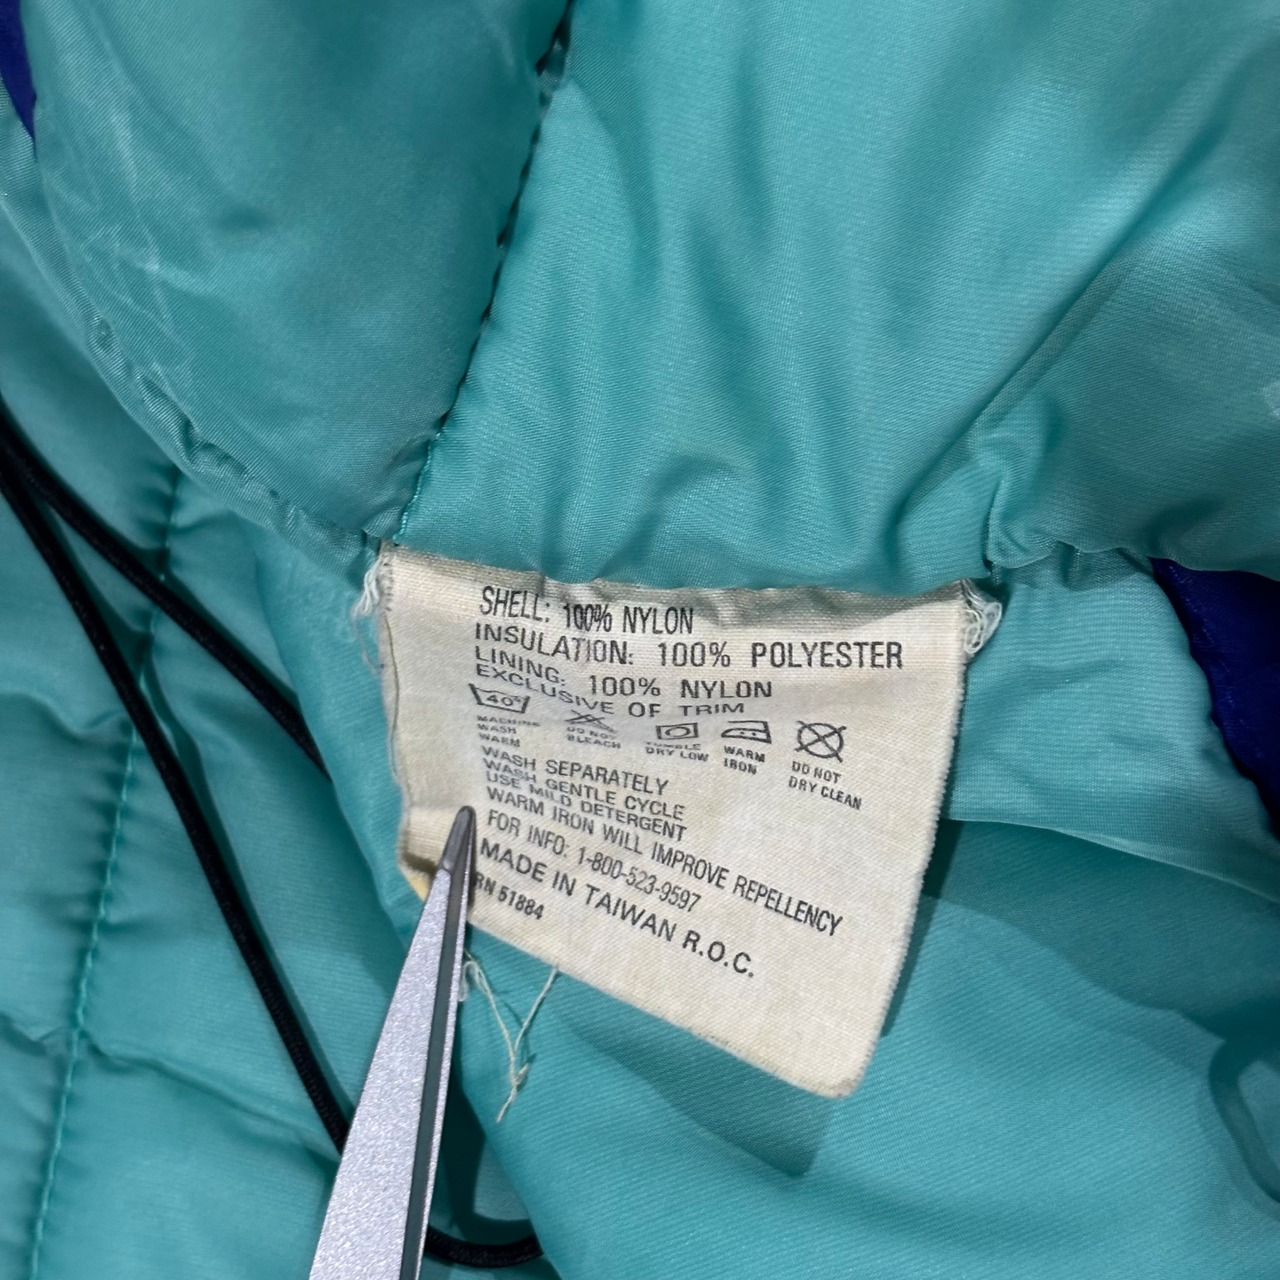 SHELL: 100% NYLON
INSULATION: 100% POLYESTER
LINING: 100% NYLON
EXCLUSIVE OF TRIM
40°
MACHINE WASH WARM
DO NOT BLEACH
TUMBLE DRY LOW
WARM IRON
DO NOT DRY CLEAN
WASH SEPARATELY
WASH GENTLE CYCLE
USE MILD DETERGENT
WARM IRON WILL IMPROVE REPELLENCY
FOR INFO: 1-800-523-9597
MADE IN TAIWAN R.O.C.
RN 51884